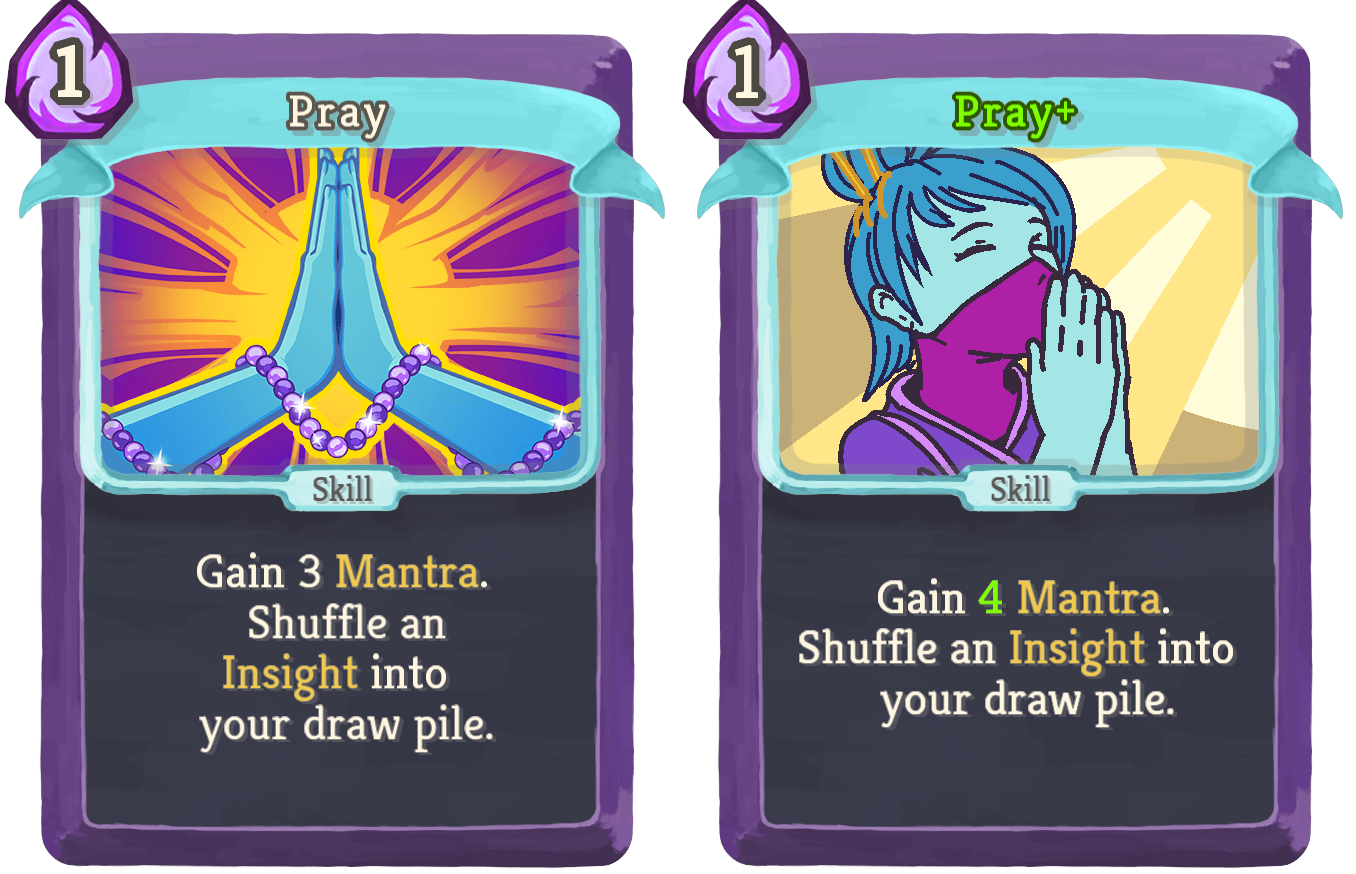 1
Pray
Skill
Gain 3 Mantra.
Shuffle an
Insight into
your draw pile.
1
Pray+
Skill
Gain 4 Mantra.
Shuffle an Insight into
your draw pile.